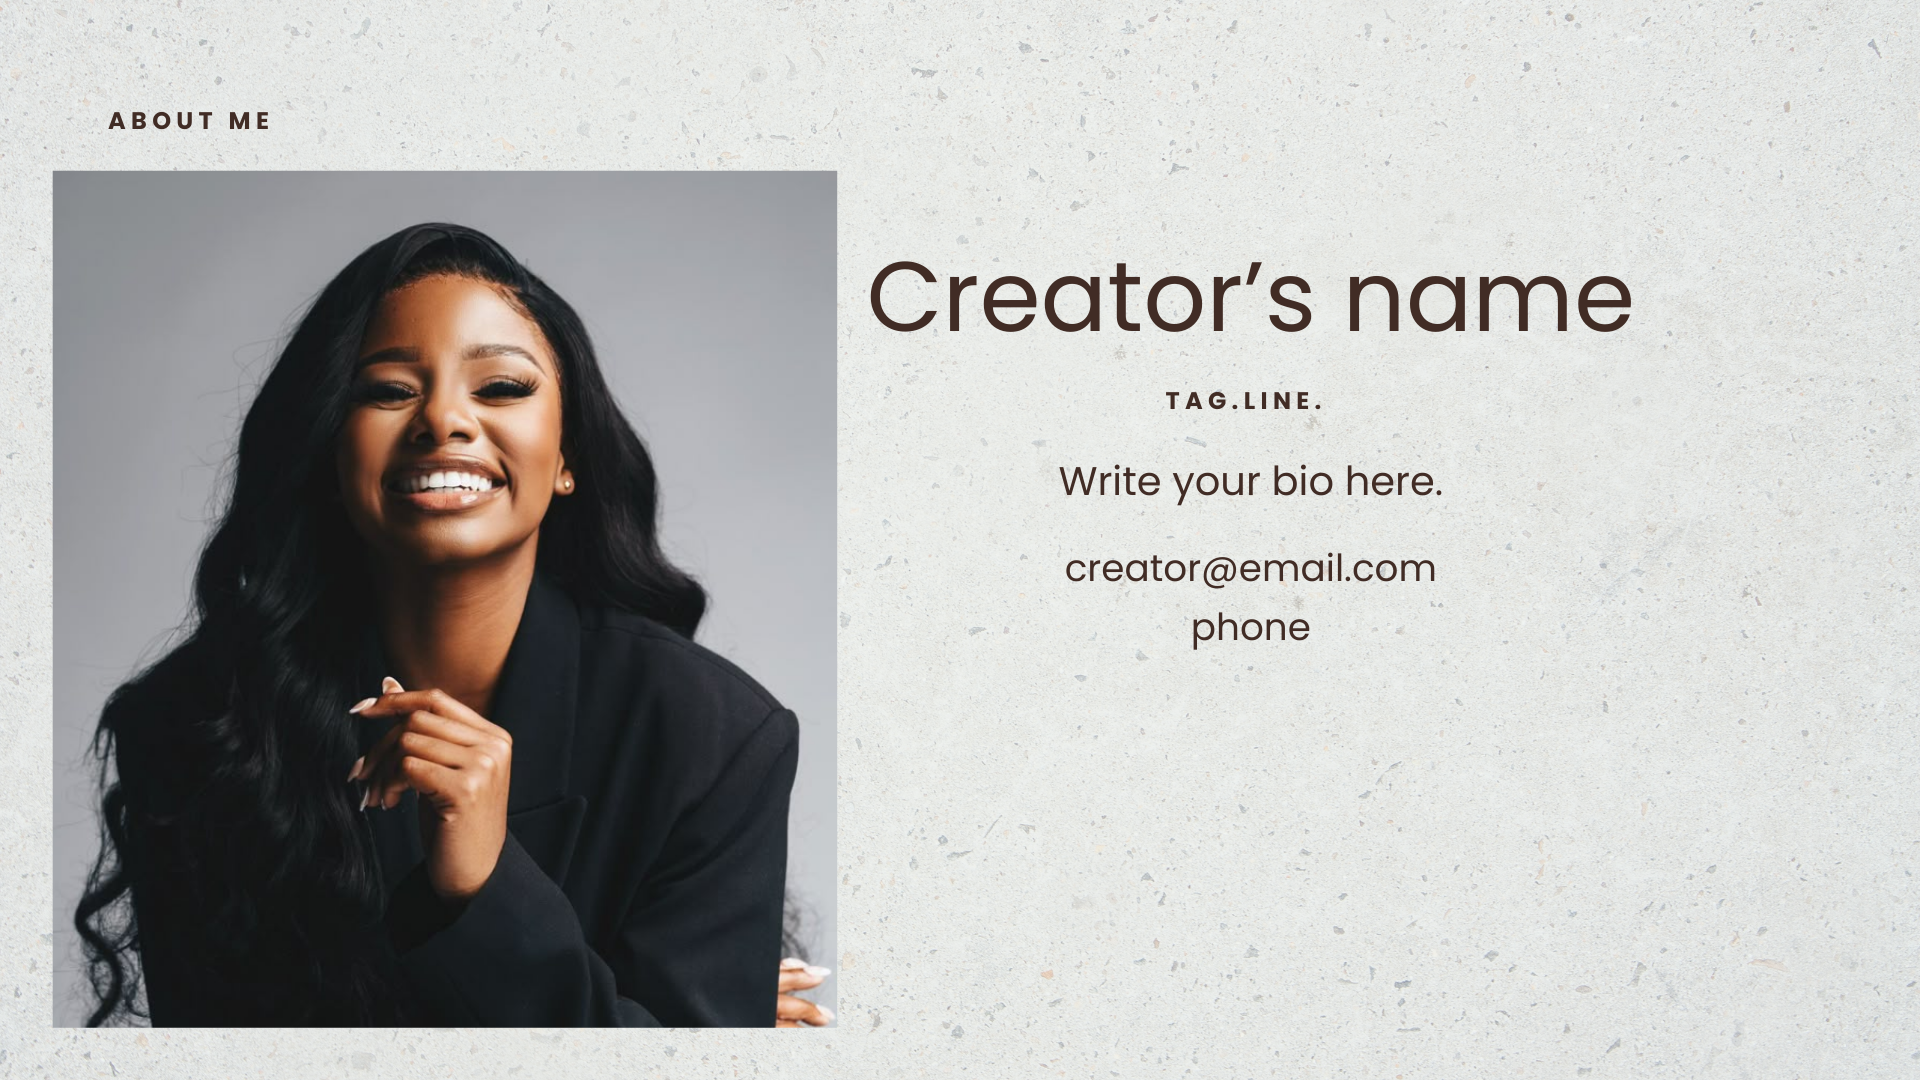 ABOUT ME
Creator’s name
TAG.LINE.
Write your bio here.
creator@email.com
phone